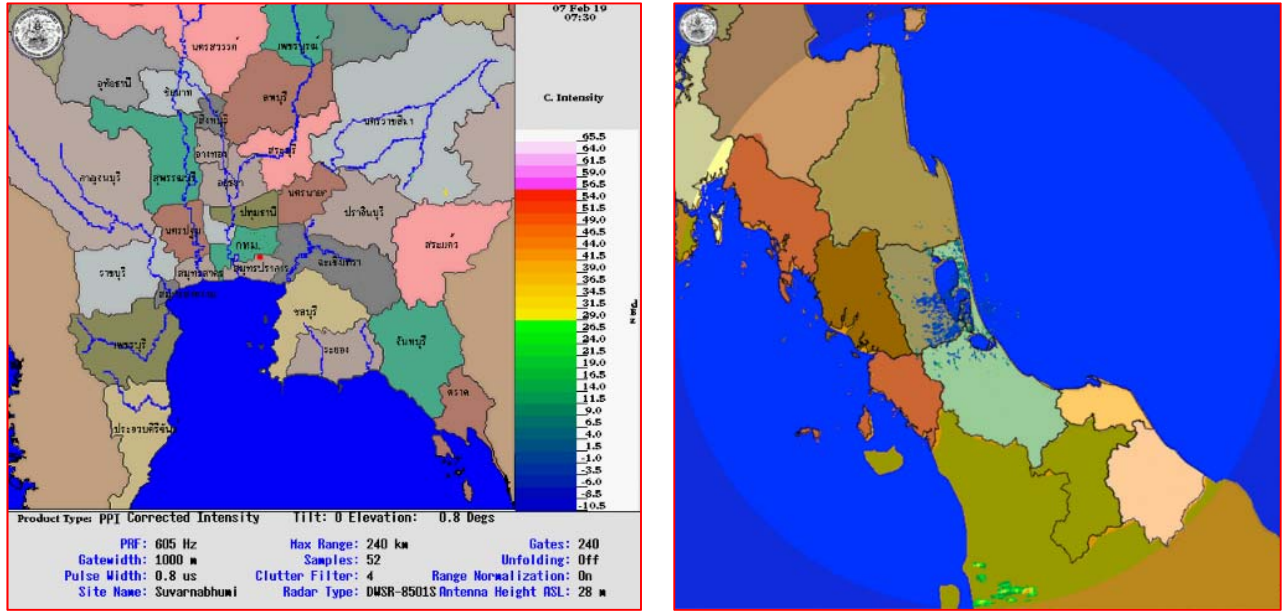 07 Feb 19
07:30
นครสวรรค์
เพชรบูรณ์
อุทัยธานี
ชัยนาท
ลพบุรี
C. Intensity
สิงห์บุรี
นครราชสีมา
65.5
64.0
61.5
59.0
56.5
54.0
51.5
49.0
46.5
44.0
41.5
39.0
36.5
34.0
31.5
29.0
26.5
24.0
21.5
19.0
16.5
14.0
11.5
9.0
6.5
4.0
1.5
-1.0
-3.5
-6.0
-8.5
-10.5
อ่างทอง
สระบุรี
กาญจนบุรี
สุพรรณบุรี
อยุธยา
นครนายก
ปทุมธานี
ปราจีนบุรี
นครปฐม
กทม.
สระแก้ว
ราชบุรี
สมุทรสาคร
สมุทรปราการ
ฉะเชิงเทรา
ชลบุรี
เพชรบุรี
ระยอง
จันทบุรี
ตราด
ประจวบคีรีขันธ์
Product Type: PPI Corrected Intensity Tilt: 0 Elevation: 0.8 Degs
PRF: 605 Hz Max Range: 240 km Gates: 240
Gatewidth: 1000 m Samples: 52 Unfolding: Off
Pulse Width: 0.8 us Clutter Filter: 4 Range Normalization: On
Site Name: Suvarnabhumi Radar Type: DWSR-8501S Antenna Height ASL: 28 m